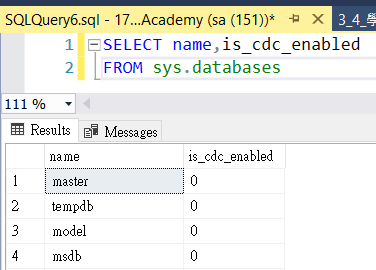 SQLQuery6.sql - 17...Academy (sa (151))* 3_4_學
1 SELECT name,is_cdc_enabled
2 FROM sys.databases
111 %
Results Messages
name is_cdc_enabled
1 master 0
2 tempdb 0
3 model 0
4 msdb 0